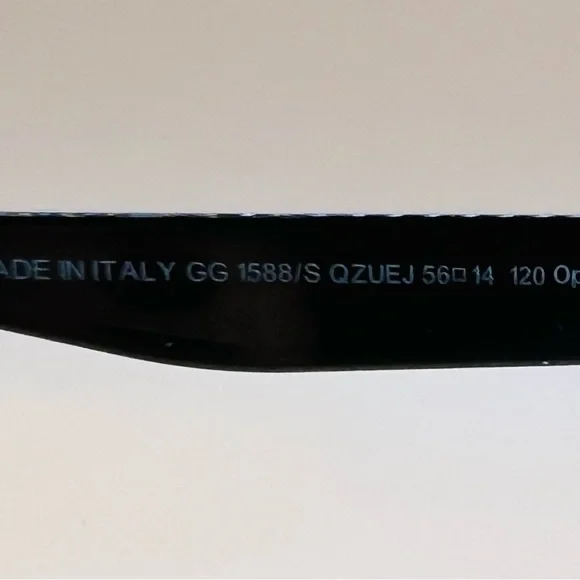 ADE IN ITALY GG 1588/S QZUEJ 56□14 120 Op